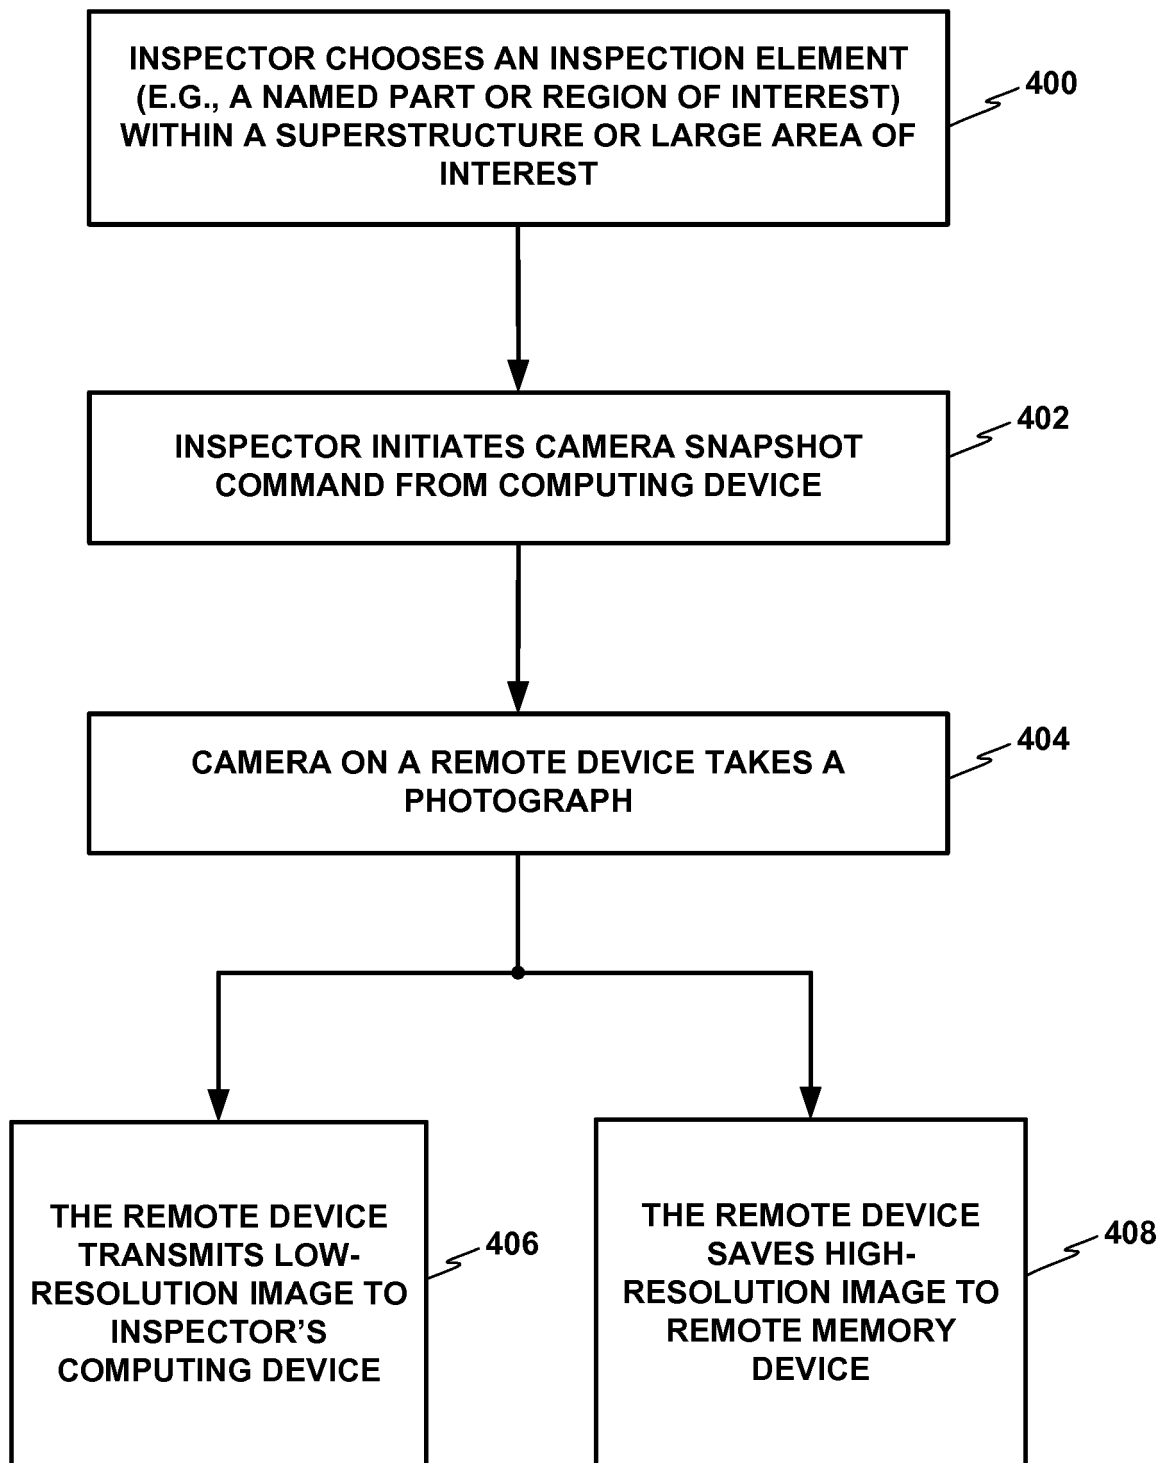 INSPECTOR CHOOSES AN INSPECTION ELEMENT
(E.G., A NAMED PART OR REGION OF INTEREST)
WITHIN A SUPERSTRUCTURE OR LARGE AREA OF
INTEREST
400
INSPECTOR INITIATES CAMERA SNAPSHOT
COMMAND FROM COMPUTING DEVICE
402
CAMERA ON A REMOTE DEVICE TAKES A
PHOTOGRAPH
404
THE REMOTE DEVICE
TRANSMITS LOW-
RESOLUTION IMAGE TO
INSPECTOR’S
COMPUTING DEVICE
406
THE REMOTE DEVICE
SAVES HIGH-
RESOLUTION IMAGE TO
REMOTE MEMORY
DEVICE
408